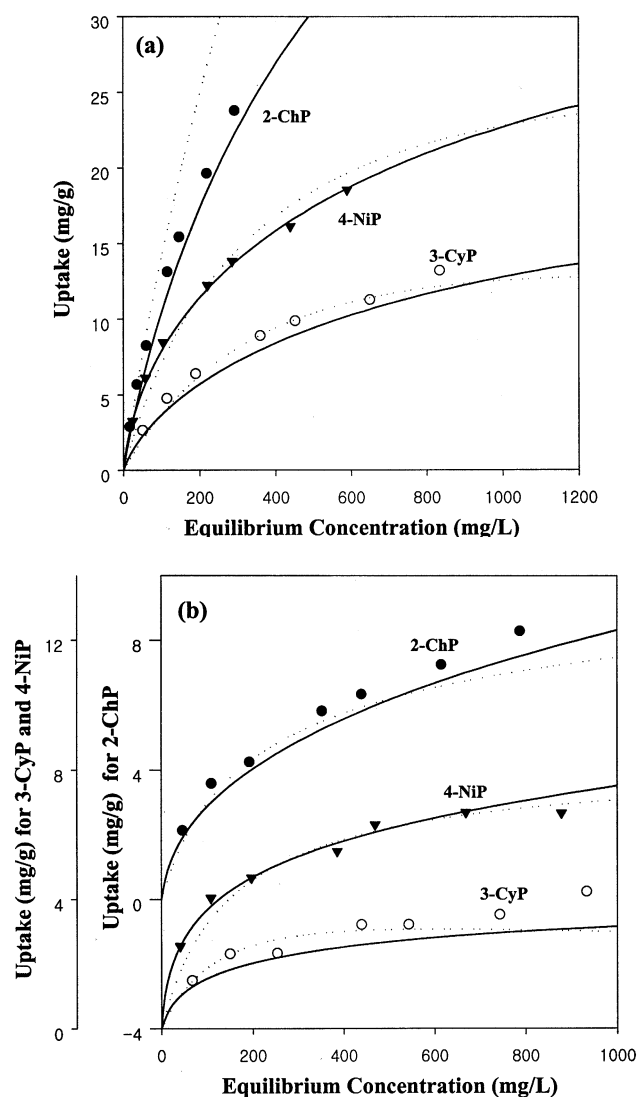 (a)
30
25
20
15
10
5
0
Uptake (mg/g)
2-ChP
4-NiP
3-CyP
0 200 400 600 800 1000 1200
Equilibrium Concentration (mg/L)
(b)
12
8
4
0
Uptake (mg/g) for 3-CyP and 4-NiP
8
4
0
-4
Uptake (mg/g) for 2-ChP
2-ChP
4-NiP
3-CyP
0 200 400 600 800 1000
Equilibrium Concentration (mg/L)